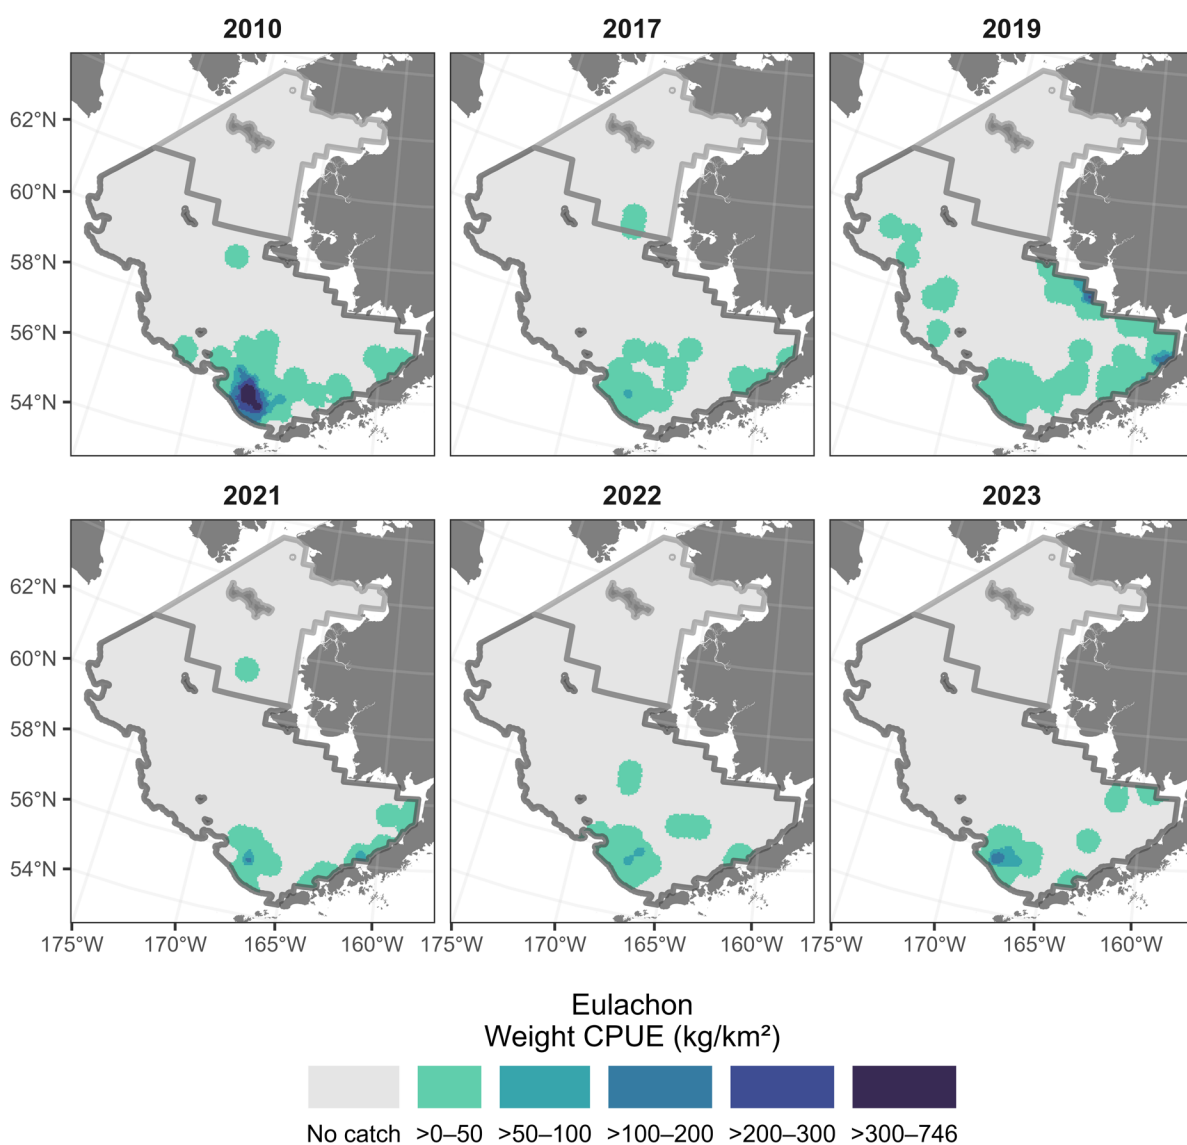 2010 2017 2019
62°N
60°N
58°N
56°N
54°N
2021 2022 2023
62°N
60°N
58°N
56°N
54°N
175°W 170°W 165°W 160°W 175°W 170°W 165°W 160°W 175°W 170°W 165°W 160°W
Eulachon
Weight CPUE (kg/km²)
No catch >0–50 >50–100 >100–200 >200–300 >300–746